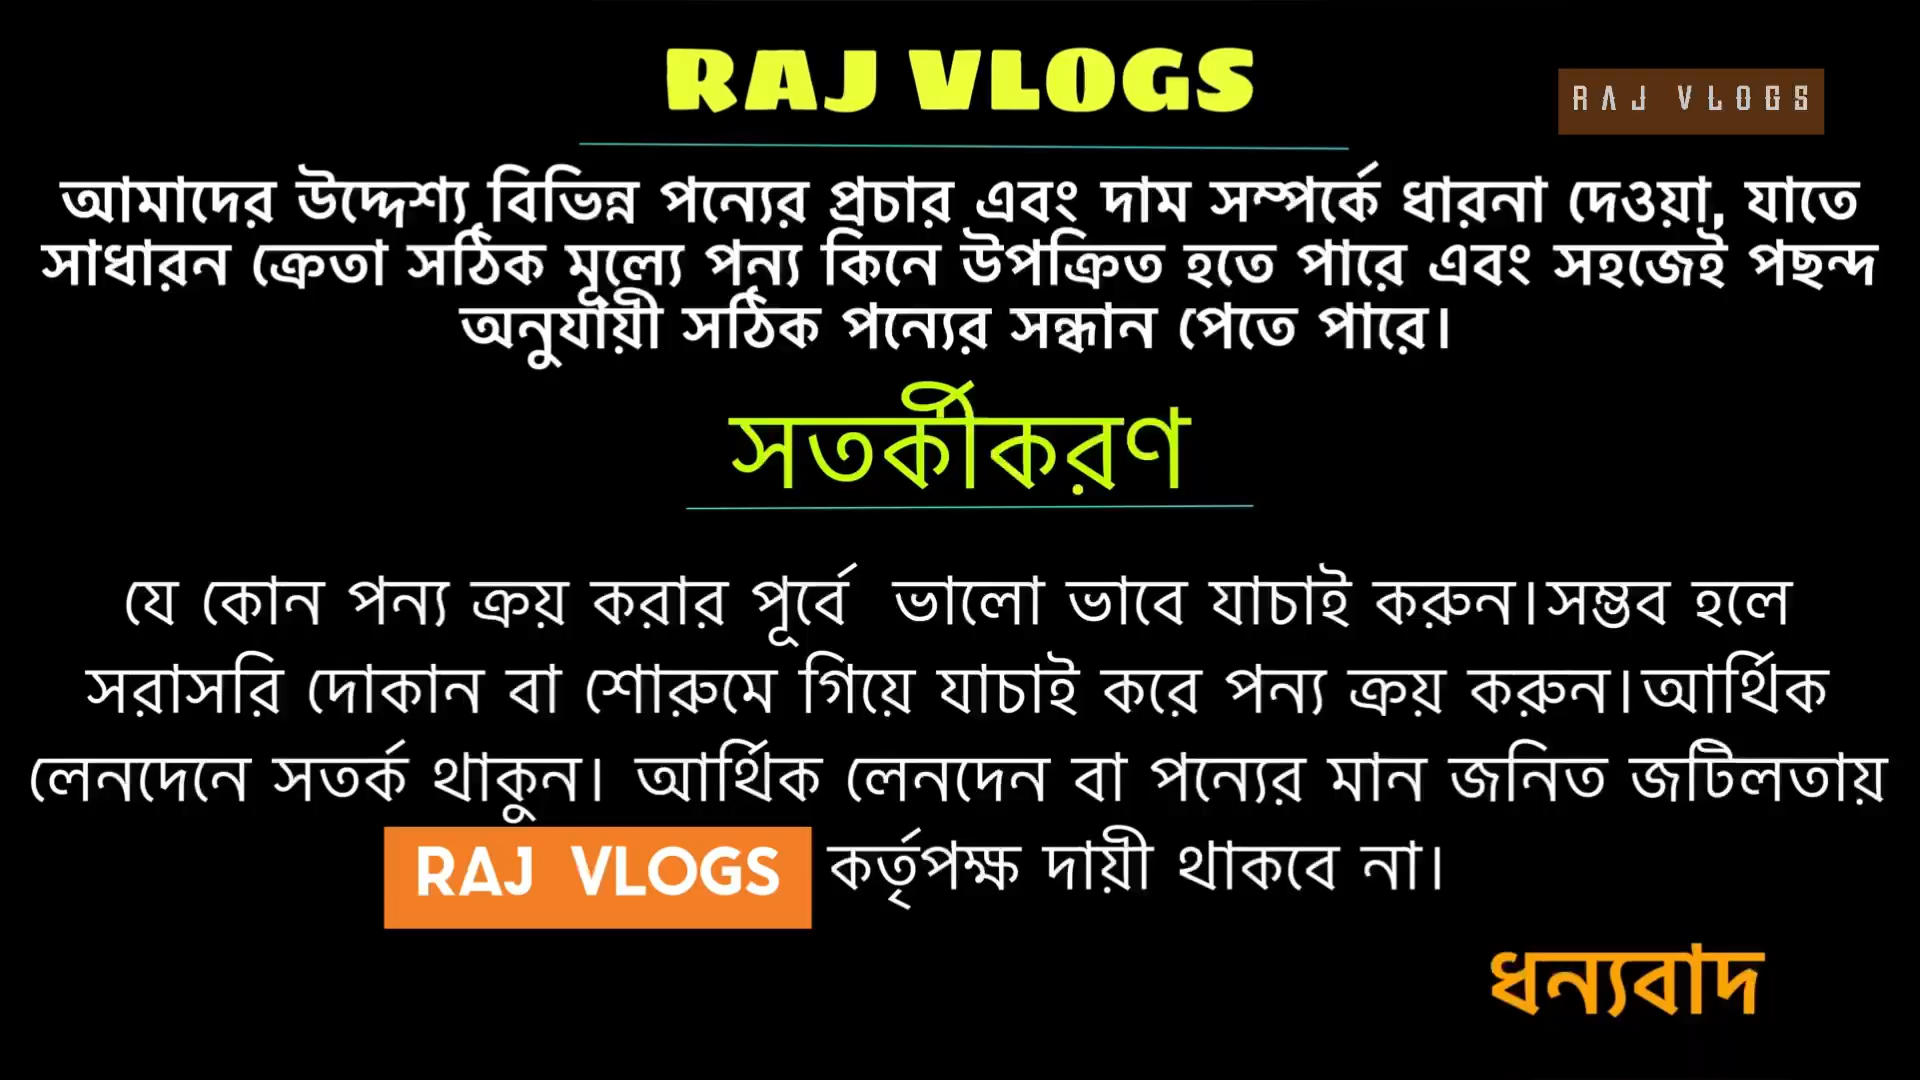 RAJ VLOGS
RAJ VLOGS
আমাদের উদ্দেশ্য বিভিন্ন পন্যের প্রচার এবং দাম সম্পর্কে ধারনা দেওয়া, যাতে
সাধারন ক্রেতা সঠিক মূল্যে পন্য কিনে উপক্রিত হতে পারে এবং সহজেই পছন্দ
অনুযায়ী সঠিক পন্যের সন্ধান পেতে পারে।
সতর্কীকরণ
যে কোন পন্য ক্রয় করার পূর্বে ভালো ভাবে যাচাই করুন।সম্ভব হলে
সরাসরি দোকান বা শোরুমে গিয়ে যাচাই করে পন্য ক্রয় করুন।আর্থিক
লেনদেনে সতর্ক থাকুন। আর্থিক লেনদেন বা পন্যের মান জনিত জটিলতায়
RAJ VLOGS কর্তৃপক্ষ দায়ী থাকবে না।
ধন্যবাদ